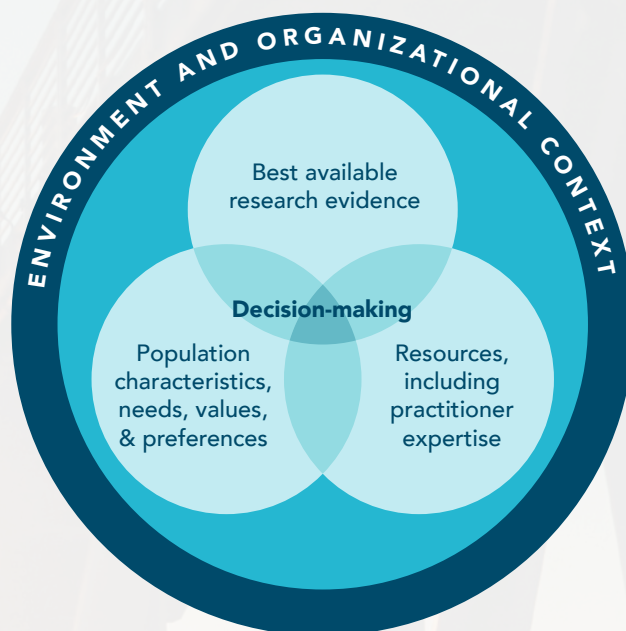 ENVIRONMENT AND ORGANIZATIONAL CONTEXT
Best available
research evidence
Decision-making
Population
characteristics,
needs, values,
& preferences
Resources,
including
practitioner
expertise